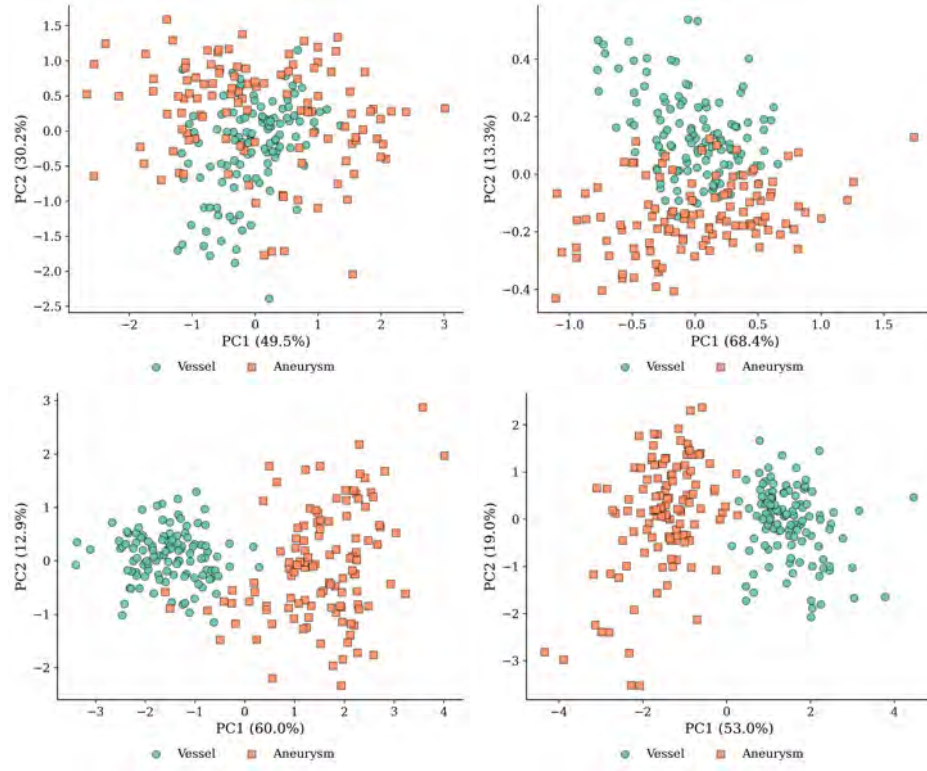 1.5
1.0
0.5
0.0
−0.5
−1.0
−1.5
−2.0
−2.5
PC2 (30.2%)
−2 −1 0 1 2 3
PC1 (49.5%)
Vessel Aneurysm
0.4
0.2
0.0
−0.2
−0.4
PC2 (13.3%)
−1.0 −0.5 0.0 0.5 1.0 1.5
PC1 (68.4%)
Vessel Aneurysm
3
2
1
0
−1
−2
PC2 (12.9%)
−3 −2 −1 0 1 2 3 4
PC1 (60.0%)
Vessel Aneurysm
2
1
0
−1
−2
−3
PC2 (19.0%)
−4 −2 0 2 4
PC1 (53.0%)
Vessel Aneurysm